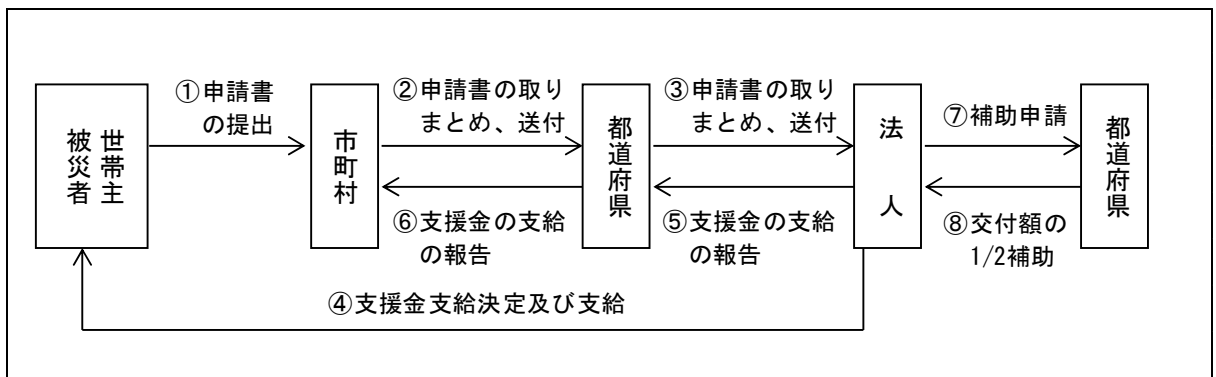 ①申請書
の提出
②申請書の取り
まとめ、送付
③申請書の取り
まとめ、送付
⑦補助申請
世帯主
被災者
市町村
都道府県
法人
都道府県
⑥支援金の支給
の報告
⑤支援金の支給
の報告
⑧交付額の
1/2補助
④支援金支給決定及び支給